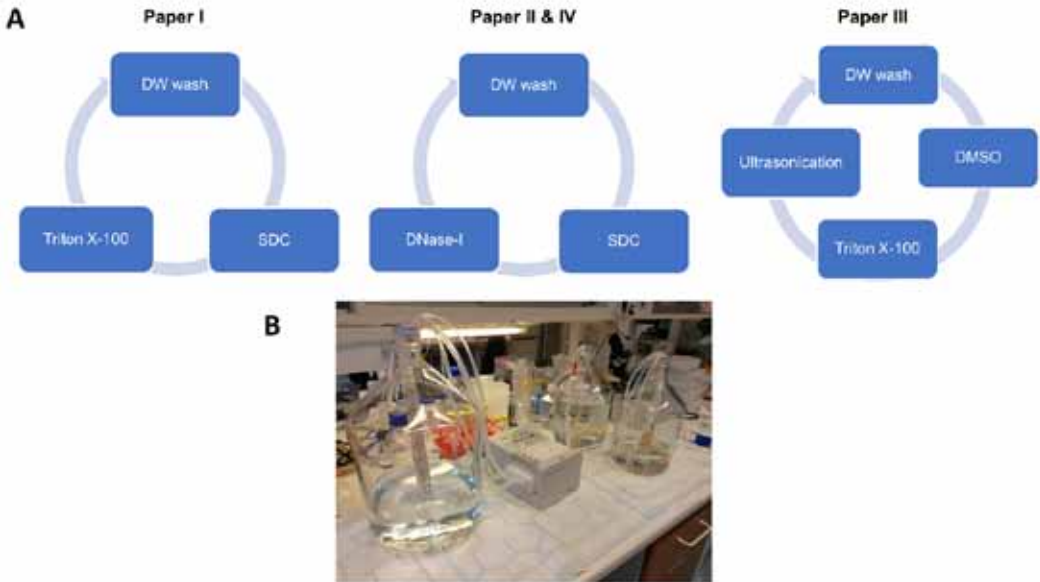 A
Paper I
DW wash
Triton X-100
SDC
Paper II & IV
DW wash
DNase-I
SDC
Paper III
DW wash
Ultrasonication
DMSO
Triton X-100
B